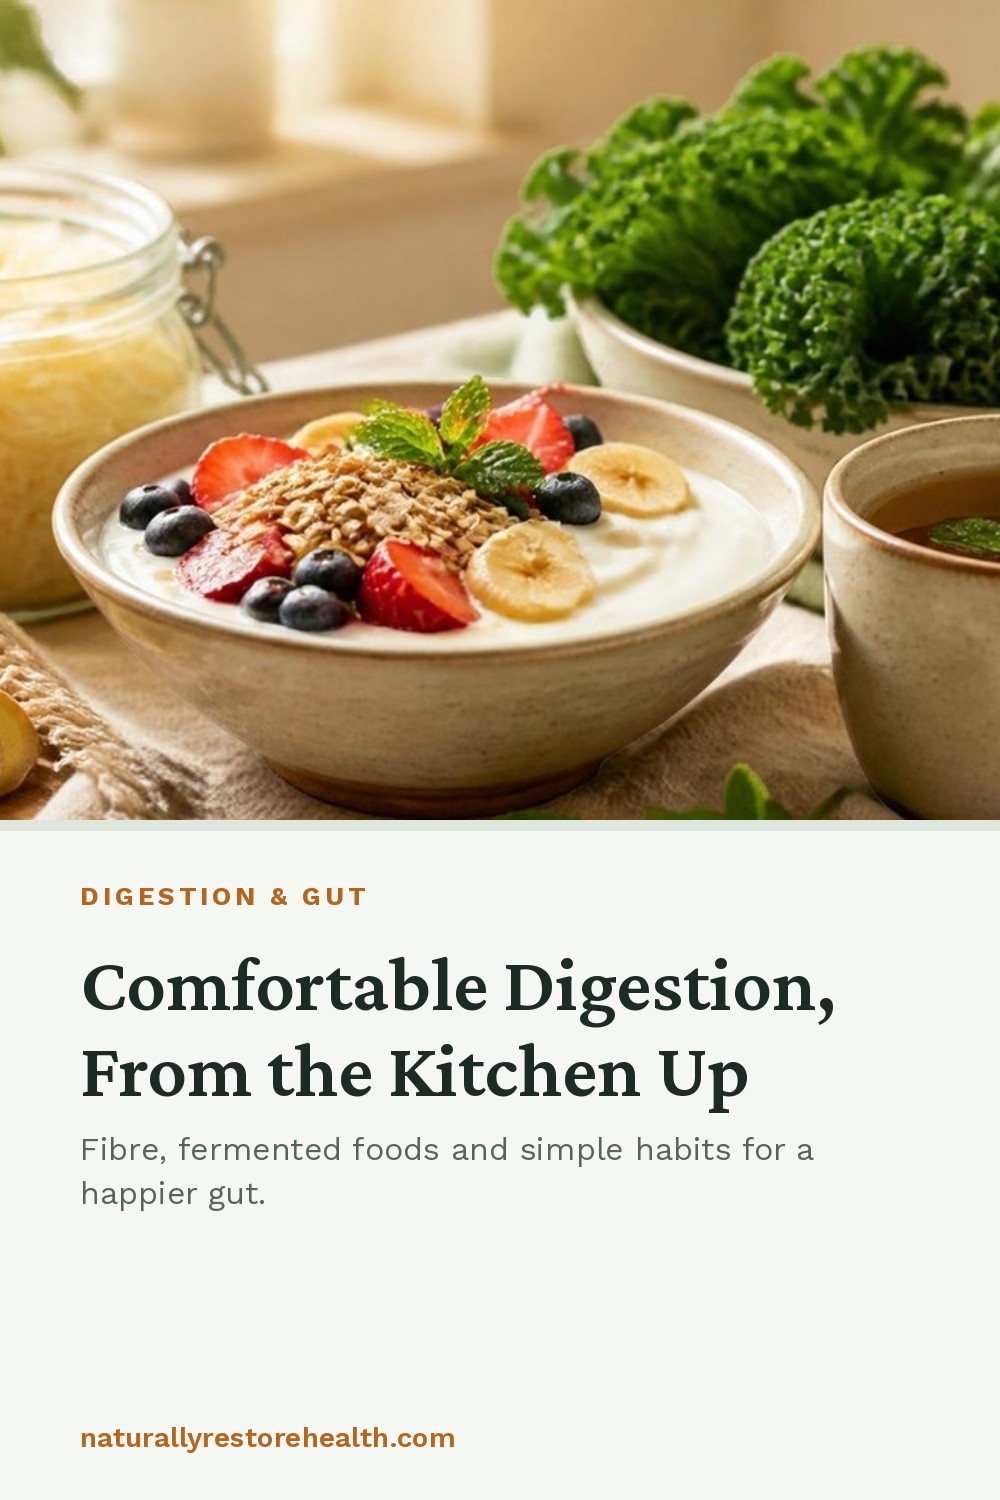 DIGESTION & GUT
Comfortable Digestion,
From the Kitchen Up
Fibre, fermented foods and simple habits for a
happier gut.
naturallyrestorehealth.com